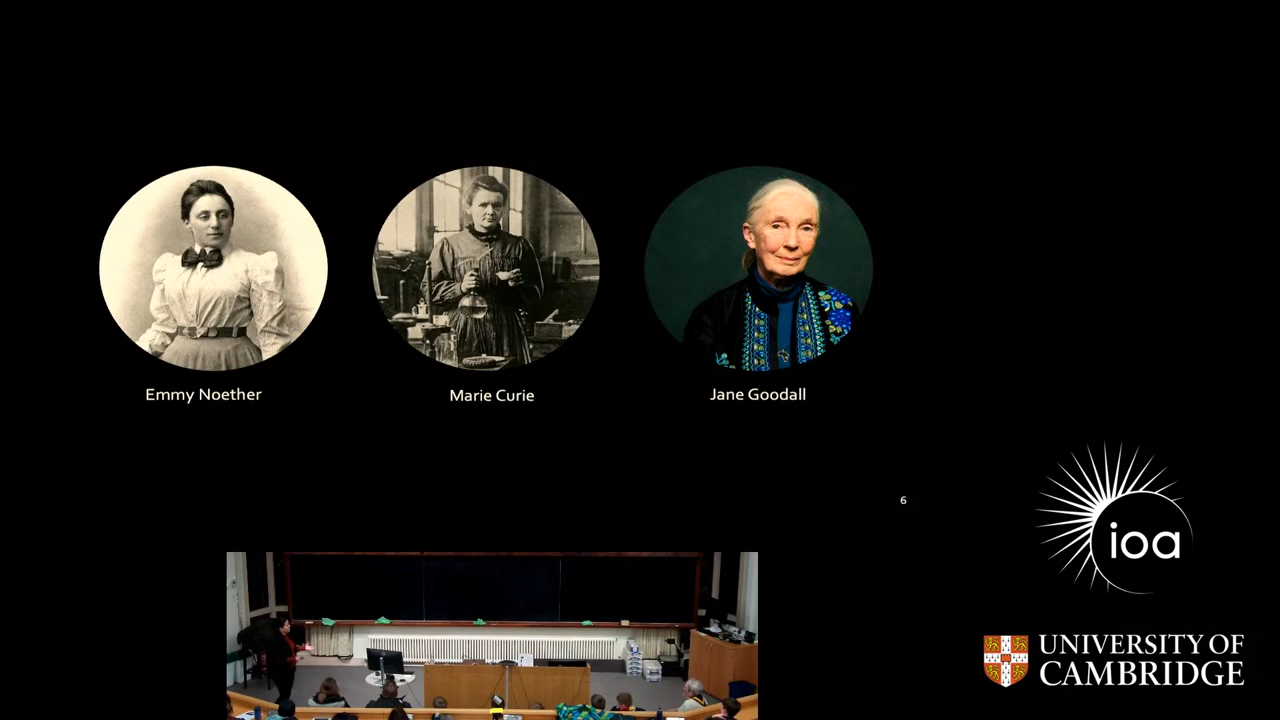 Emmy Noether
Marie Curie
Jane Goodall
6
ioa
UNIVERSITY OF
CAMBRIDGE